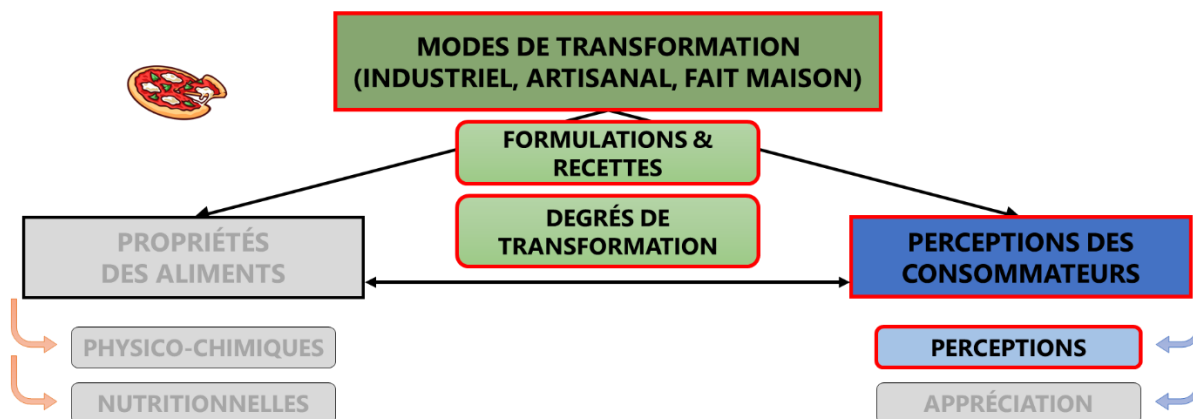 MODES DE TRANSFORMATION
(INDUSTRIEL, ARTISANAL, FAIT MAISON)
FORMULATIONS &
RECETTES
DEGRÉS DE
TRANSFORMATION
PROPRIÉTÉS
DES ALIMENTS
PERCEPTIONS DES
CONSOMMATEURS
PHYSICO-CHIMIQUES
PERCEPTIONS
NUTRITIONNELLES
APPRÉCIATION